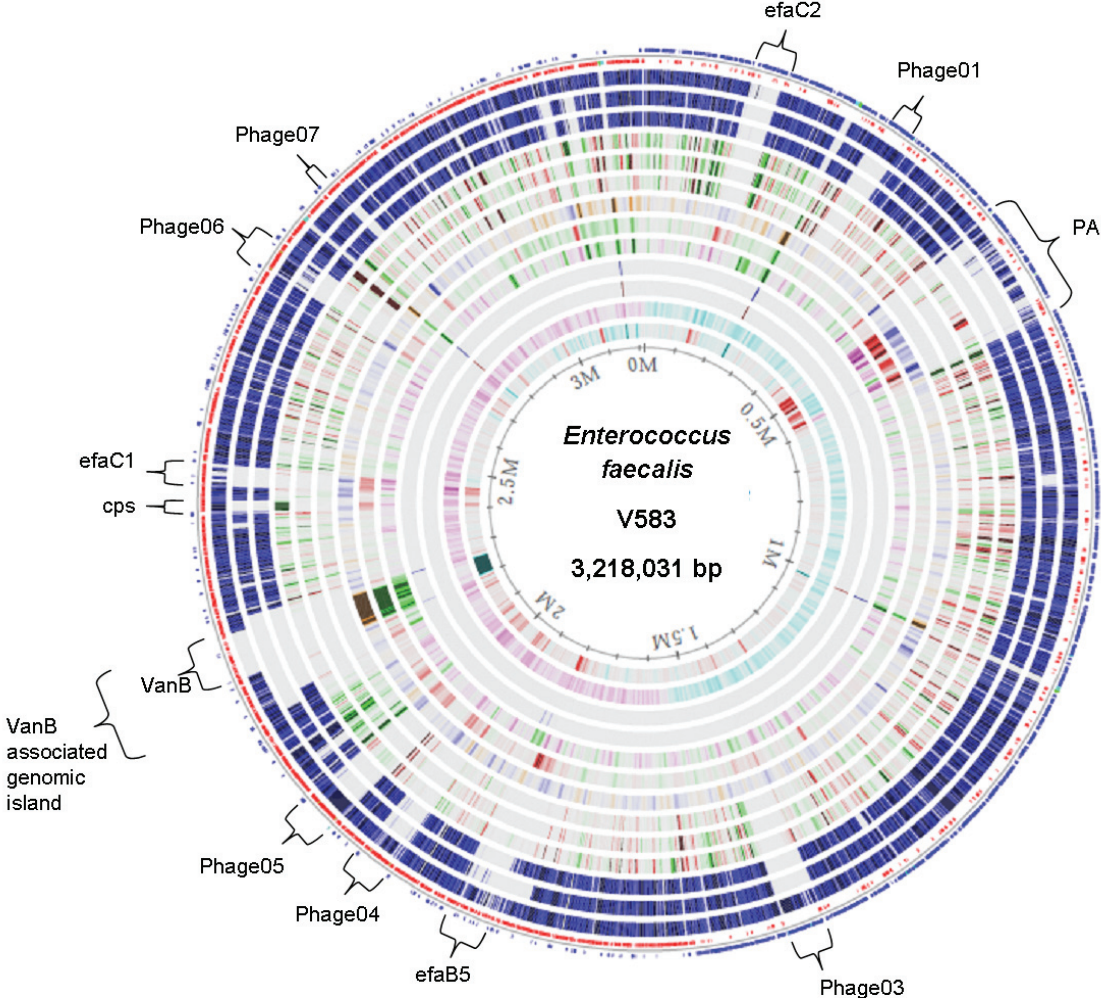 efaC2
Phage01
PA
Phage07
Phage06
efaC1
cps
VanB
VanB
associated
genomic
island
Phage05
Phage04
efaB5
Phage03
0M
0.5M
1M
1.5M
2M
2.5M
3M
Enterococcus
faecalis
V583
3,218,031 bp